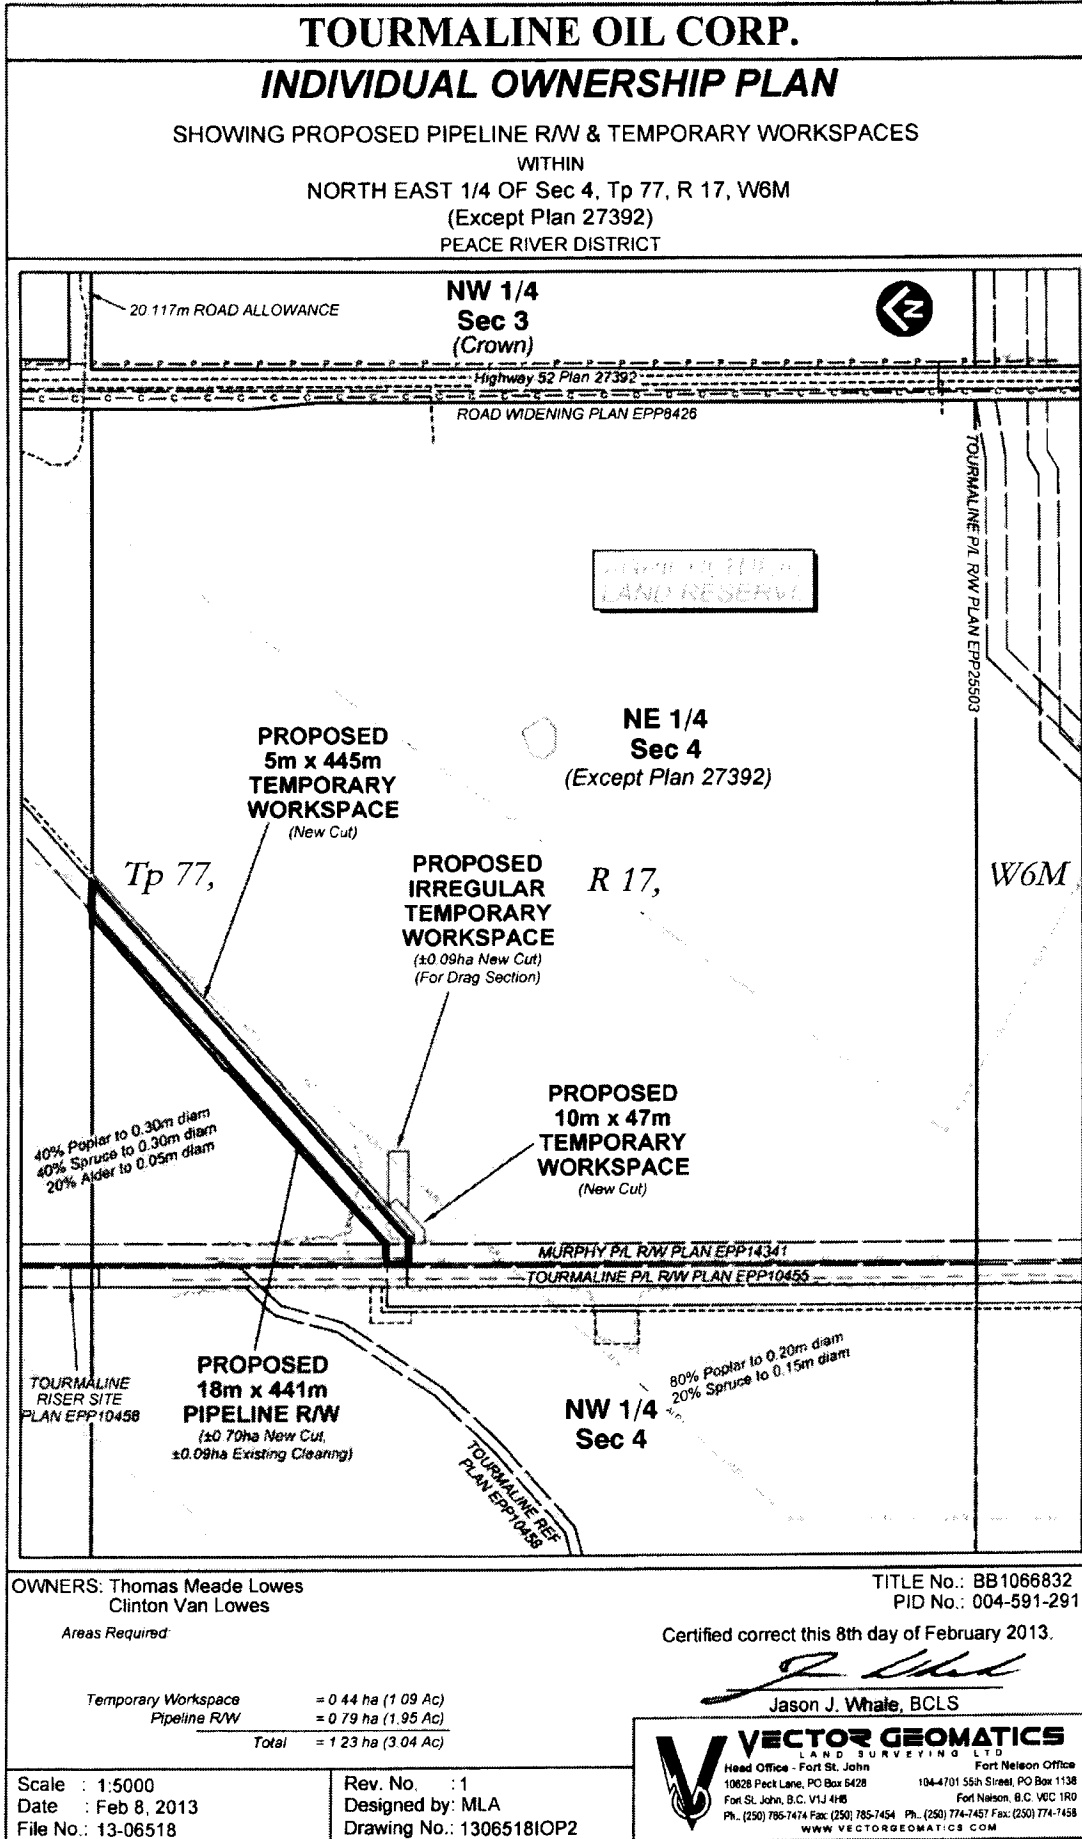 TOURMALINE OIL CORP.
INDIVIDUAL OWNERSHIP PLAN
SHOWING PROPOSED PIPELINE R/W & TEMPORARY WORKSPACES
WITHIN
NORTH EAST 1/4 OF Sec 4, Tp 77, R 17, W6M
(Except Plan 27392)
PEACE RIVER DISTRICT
20.117m ROAD ALLOWANCE
NW 1/4
Sec 3
(Crown)
N
Highway 52 Plan 27392
ROAD WIDENING PLAN EPP8426
TOURMALINE P/L R/W PLAN EPP25503
AGRICULTURAL
LAND RESERVE
NE 1/4
Sec 4
(Except Plan 27392)
PROPOSED
5m x 445m
TEMPORARY
WORKSPACE
(New Cut)
Tp 77,
R 17,
W6M
PROPOSED
IRREGULAR
TEMPORARY
WORKSPACE
(±0.09ha New Cut)
(For Drag Section)
PROPOSED
10m x 47m
TEMPORARY
WORKSPACE
(New Cut)
40% Poplar to 0.30m diam
40% Spruce to 0.30m diam
20% Alder to 0.05m diam
MURPHY P/L R/W PLAN EPP14341
TOURMALINE P/L R/W PLAN EPP10455
TOURMALINE
RISER SITE
PLAN EPP10458
PROPOSED
18m x 441m
PIPELINE R/W
(±0.70ha New Cut,
±0.09ha Existing Clearing)
80% Poplar to 0.20m diam
20% Spruce to 0.15m diam
NW 1/4
Sec 4
TOURMALINE REF
PLAN EPP10458
OWNERS: Thomas Meade Lowes
Clinton Van Lowes
TITLE No.: BB1066832
PID No.: 004-591-291
Areas Required:
Certified correct this 8th day of February 2013.
Temporary Workspace = 0.44 ha (1.09 Ac)
Pipeline R/W = 0.79 ha (1.95 Ac)
Total = 1.23 ha (3.04 Ac)
Jason J. Whale, BCLS
VECTOR GEOMATICS
LAND SURVEYING LTD
Head Office - Fort St. John
10628 Peck Lane, PO Box 6428
Fort St. John, B.C. V1J 4H8
Ph.. (250) 785-7474 Fax: (250) 785-7454
Fort Nelson Office
104-4701 55th Street, PO Box 1138
Fort Nelson, B.C. V0C 1R0
Ph.. (250) 774-7457 Fax: (250) 774-7458
WWW.VECTORGEOMATICS.COM
Scale : 1:5000
Date : Feb 8, 2013
File No.: 13-06518
Rev. No. : 1
Designed by: MLA
Drawing No.: 1306518IOP2